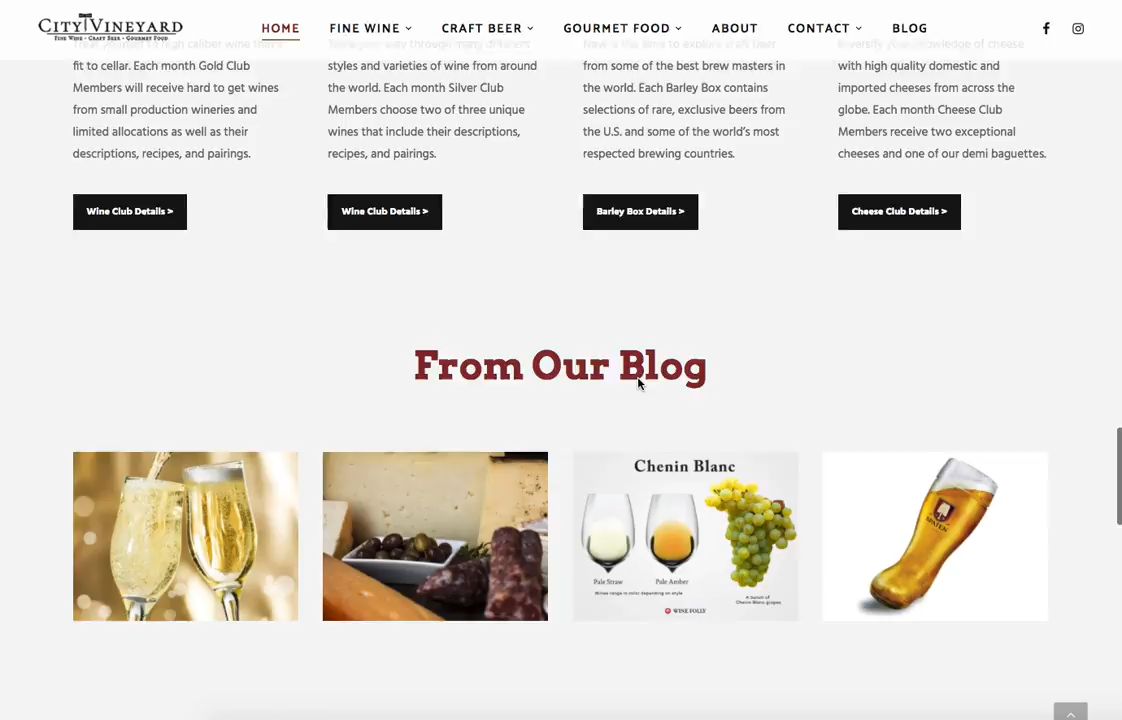 CITY VINEYARD
FINE WINE • CRAFT BEER • GOURMET FOOD
HOME
FINE WINE
CRAFT BEER
GOURMET FOOD
ABOUT
CONTACT
BLOG
fit to cellar. Each month Gold Club
Members will receive hard to get wines
from small production wineries and
limited allocations as well as their
descriptions, recipes, and pairings.
Wine Club Details >
styles and varieties of wine from around
the world. Each month Silver Club
Members choose two of three unique
wines that include their descriptions,
recipes, and pairings.
Wine Club Details >
from some of the best brew masters in
the world. Each Barley Box contains
selections of rare, exclusive beers from
the U.S. and some of the world's most
respected brewing countries.
Barley Box Details >
with high quality domestic and
imported cheeses from across the
globe. Each month Cheese Club
Members receive two exceptional
cheeses and one of our demi baguettes.
Cheese Club Details >
From Our Blog
Chenin Blanc
Pale Straw
Pale Amber
Wines range in color depending on style
A bunch of
Chenin Blanc grapes
WINE FOLLY
SPATEN